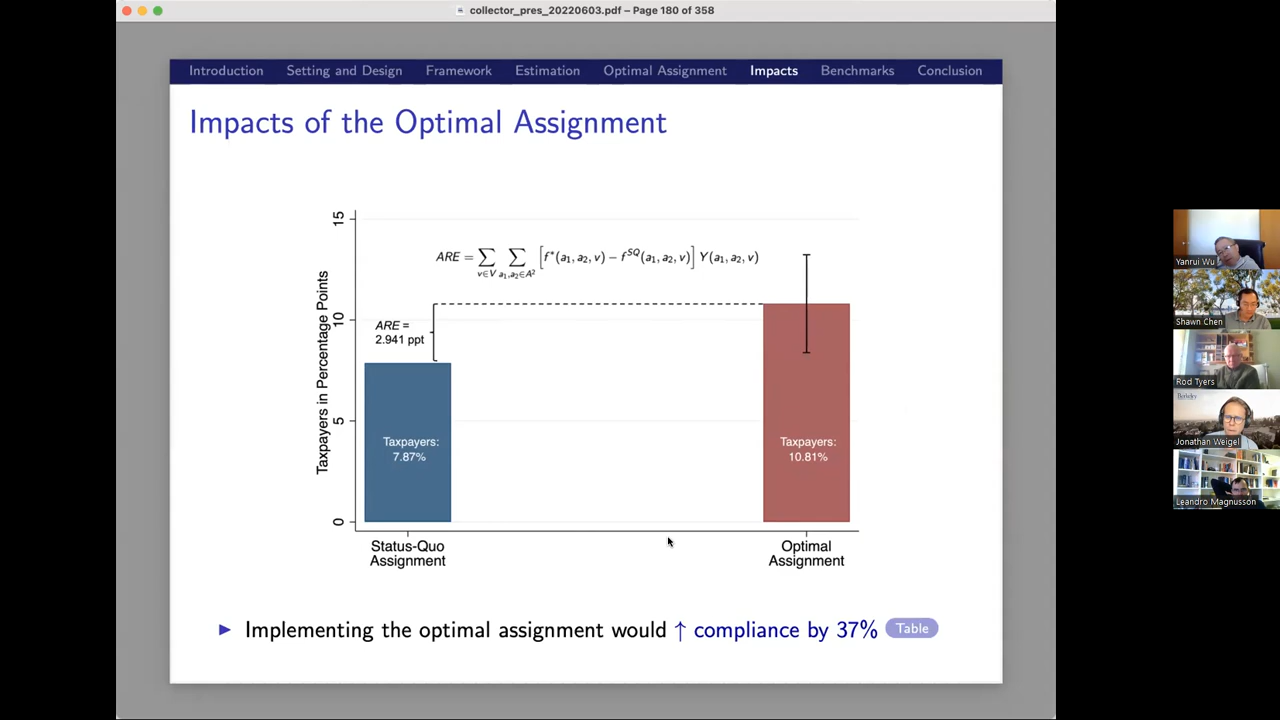 collector_pres_20220603.pdf – Page 180 of 358
Introduction Setting and Design Framework Estimation Optimal Assignment Impacts Benchmarks Conclusion
Impacts of the Optimal Assignment
Taxpayers in Percentage Points
15
10
5
0
ARE = ∑_{v∈V} ∑_{a₁,a₂∈A²} [f*(a₁,a₂,v) − f^{SQ}(a₁,a₂,v)] Y(a₁,a₂,v)
ARE =
2.941 ppt
Taxpayers:
7.87%
Taxpayers:
10.81%
Status-Quo
Assignment
Optimal
Assignment
► Implementing the optimal assignment would ↑ compliance by 37% Table
Yanrui Wu
Shawn Chen
Rod Tyers
Berkeley
Jonathan Weigel
Leandro Magnusson